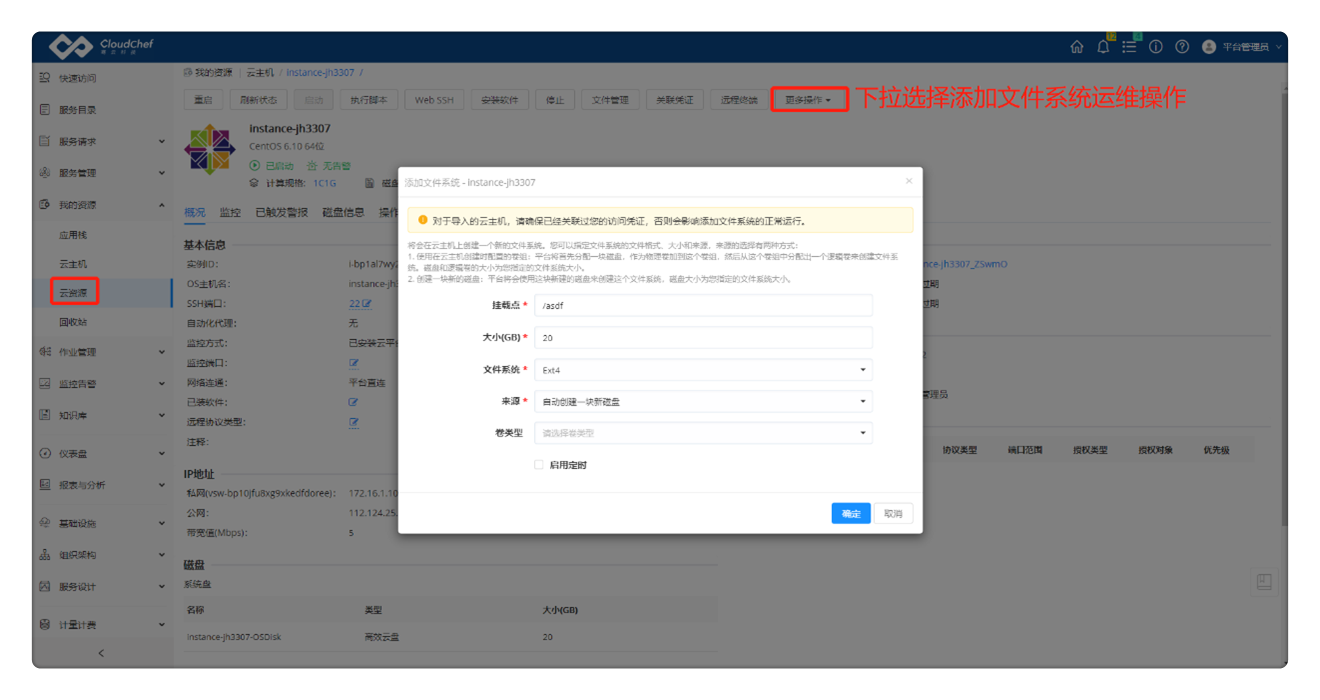 CloudChef
平台管理员
快速访问
服务目录
服务请求
服务管理
我的资源
应用栈
云主机
云资源
回收站
作业管理
监控告警
知识库
仪表盘
报表与分析
基础设施
组织架构
服务设计
计量计费
我的资源 | 云主机 / instance-jh3307 /
重启 刷新状态 启动 执行脚本 Web SSH 安装软件 停止 文件管理 关联凭证 远程终端 更多操作
下拉选择添加文件系统运维操作
instance-jh3307
CentOS 6.10 64位
已启动 无告警
计算规格: 1C1G
概况 监控 已触发警报 磁盘信息 操作
基本信息
实例ID: i-bp1al7wy
OS主机名: instance-jh
SSH端口: 22
自动化代理: 无
监控方式: 已安装云平
监控端口:
网络连通: 平台直连
已装软件:
远程协议类型:
注释:
IP地址
私网(vsw-bp10jfu8xg9xkedfdoree): 172.16.1.10
公网: 112.124.25.
带宽值(Mbps): 5
磁盘
系统盘
名称 类型 大小(GB)
instance-jh3307-OSDisk 高效云盘 20
nce-jh3307_ZSwmO
过期
过期
管理员
协议类型 端口范围 授权类型 授权对象 优先级
添加文件系统 - instance-jh3307
对于导入的云主机，请确保已经关联过您的访问凭证，否则会影响添加文件系统的正常运行。
将会在云主机上创建一个新的文件系统。您可以指定文件系统的文件格式、大小和来源，来源的选择有两种方式：
1. 使用在云主机创建时配置的卷组：平台将首先分配一块磁盘，作为物理卷加到这个卷组，然后从这个卷组中分配出一个逻辑卷来创建文件系
统。磁盘和逻辑卷的大小为您指定的文件系统大小。
2. 创建一块新的磁盘：平台将会使用这块新建的磁盘来创建这个文件系统，磁盘大小为您指定的文件系统大小。
挂载点 * /asdf
大小(GB) * 20
文件系统 * Ext4
来源 * 自动创建一块新磁盘
卷类型 请选择卷类型
启用定时
确定 取消